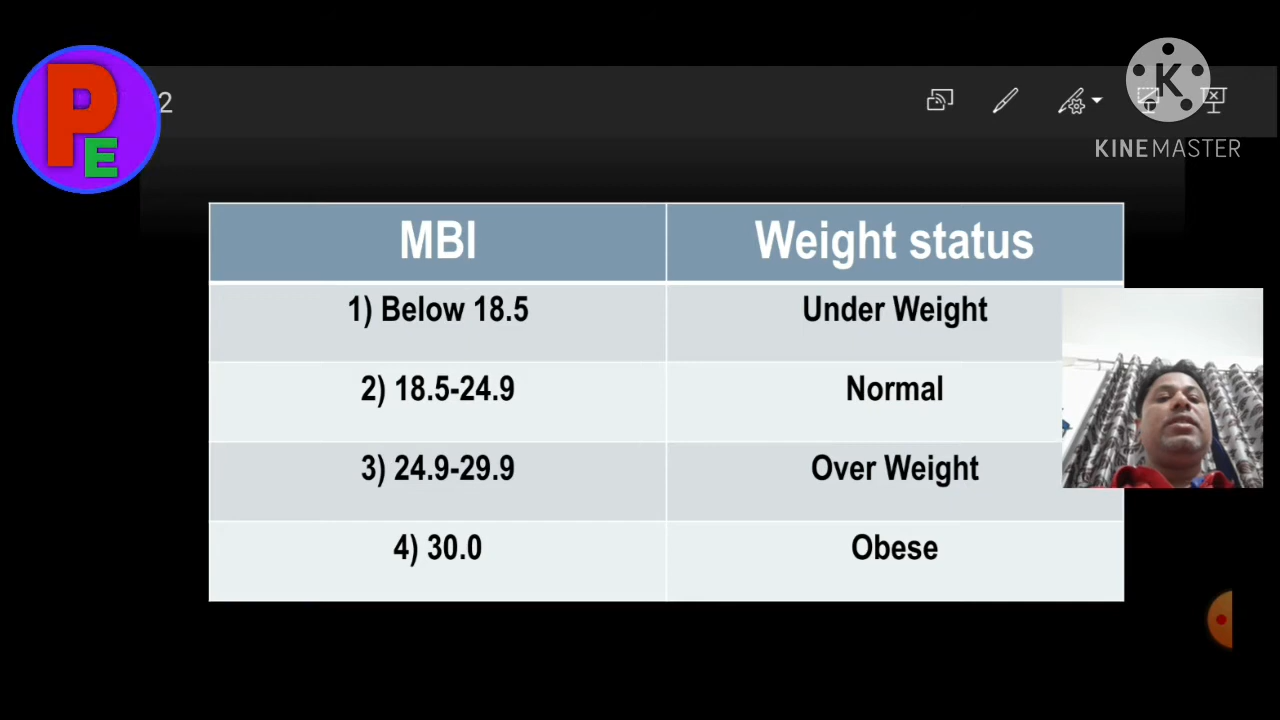 PE
2
K
KINEMASTER
MBI Weight status
1) Below 18.5 Under Weight
2) 18.5-24.9 Normal
3) 24.9-29.9 Over Weight
4) 30.0 Obese